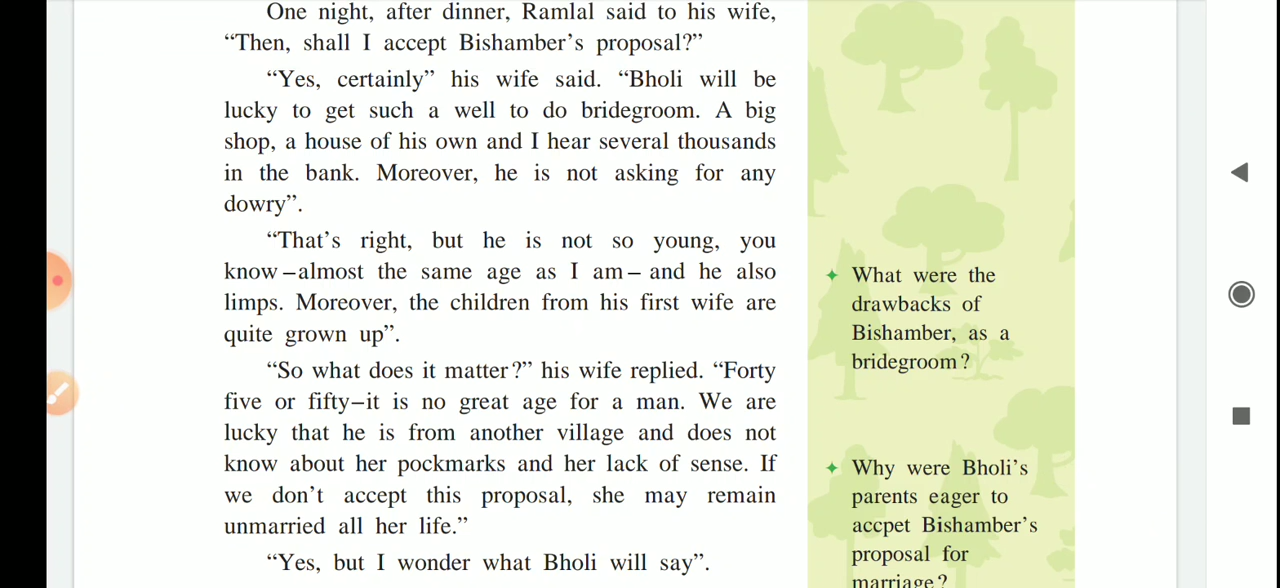 One night, after dinner, Ramlal said to his wife,
“Then, shall I accept Bishamber’s proposal?”
“Yes, certainly” his wife said. “Bholi will be
lucky to get such a well to do bridegroom. A big
shop, a house of his own and I hear several thousands
in the bank. Moreover, he is not asking for any
dowry”.
“That’s right, but he is not so young, you
know –almost the same age as I am – and he also
limps. Moreover, the children from his first wife are
quite grown up”.
“So what does it matter?” his wife replied. “Forty
five or fifty–it is no great age for a man. We are
lucky that he is from another village and does not
know about her pockmarks and her lack of sense. If
we don’t accept this proposal, she may remain
unmarried all her life.”
“Yes, but I wonder what Bholi will say”.
What were the
drawbacks of
Bishamber, as a
bridegroom?
Why were Bholi’s
parents eager to
accpet Bishamber’s
proposal for
marriage?